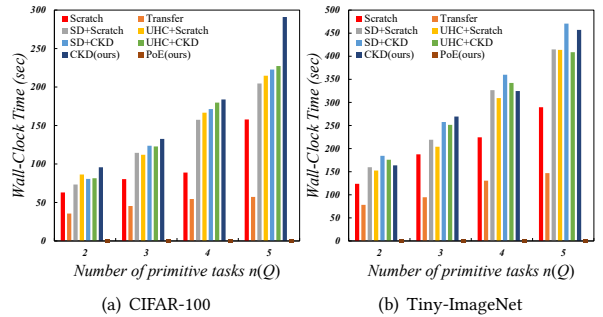 Wall-Clock Time (sec)
300
250
200
150
100
50
0
Scratch
Transfer
SD+Scratch
UHC+Scratch
SD+CKD
UHC+CKD
CKD(ours)
PoE(ours)
2 3 4 5
Number of primitive tasks n(Q)
(a) CIFAR-100
Wall-Clock Time (sec)
500
450
400
350
300
250
200
150
100
500
0
Scratch
Transfer
SD+Scratch
UHC+Scratch
SD+CKD
UHC+CKD
CKD(ours)
PoE(ours)
2 3 4 5
Number of primitive tasks n(Q)
(b) Tiny-ImageNet